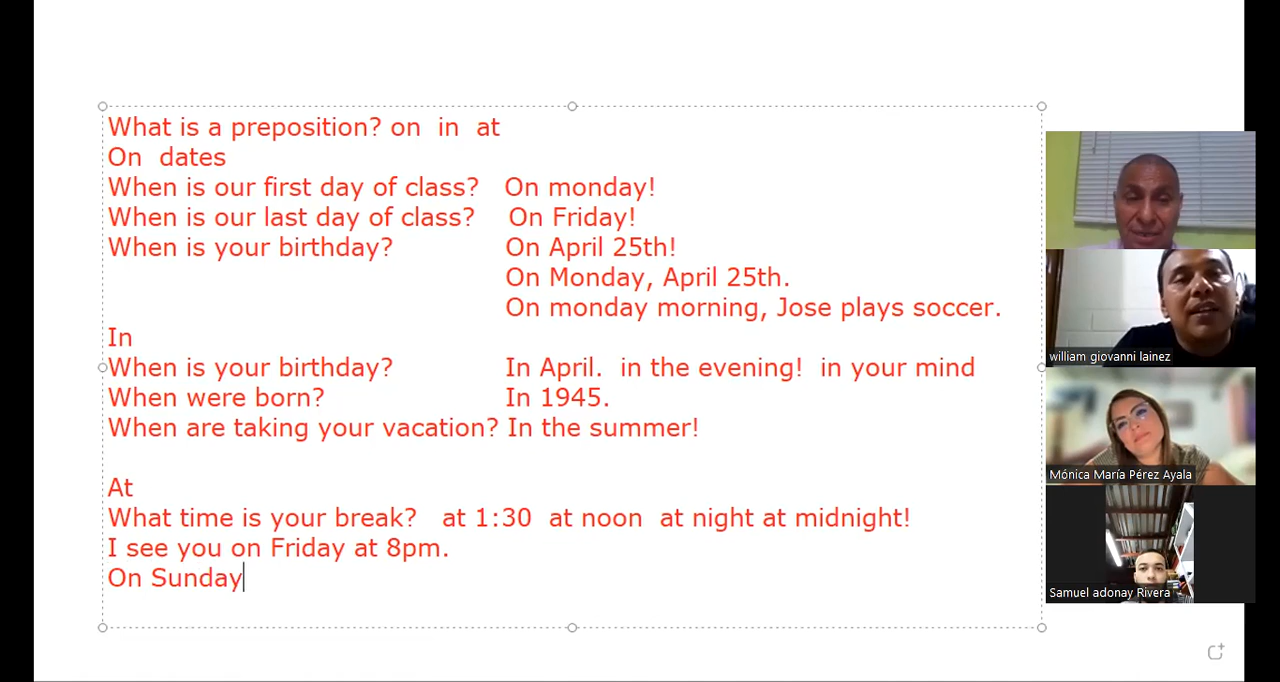 What is a preposition? on in at
On dates
When is our first day of class? On monday!
When is our last day of class? On Friday!
When is your birthday? On April 25th!
On Monday, April 25th.
On monday morning, Jose plays soccer.
In
When is your birthday? In April. in the evening! in your mind
When were born? In 1945.
When are taking your vacation? In the summer!
At
What time is your break? at 1:30 at noon at night at midnight!
I see you on Friday at 8pm.
On Sunday
william giovanni lainez
Mónica María Pérez Ayala
Samuel adonay Rivera